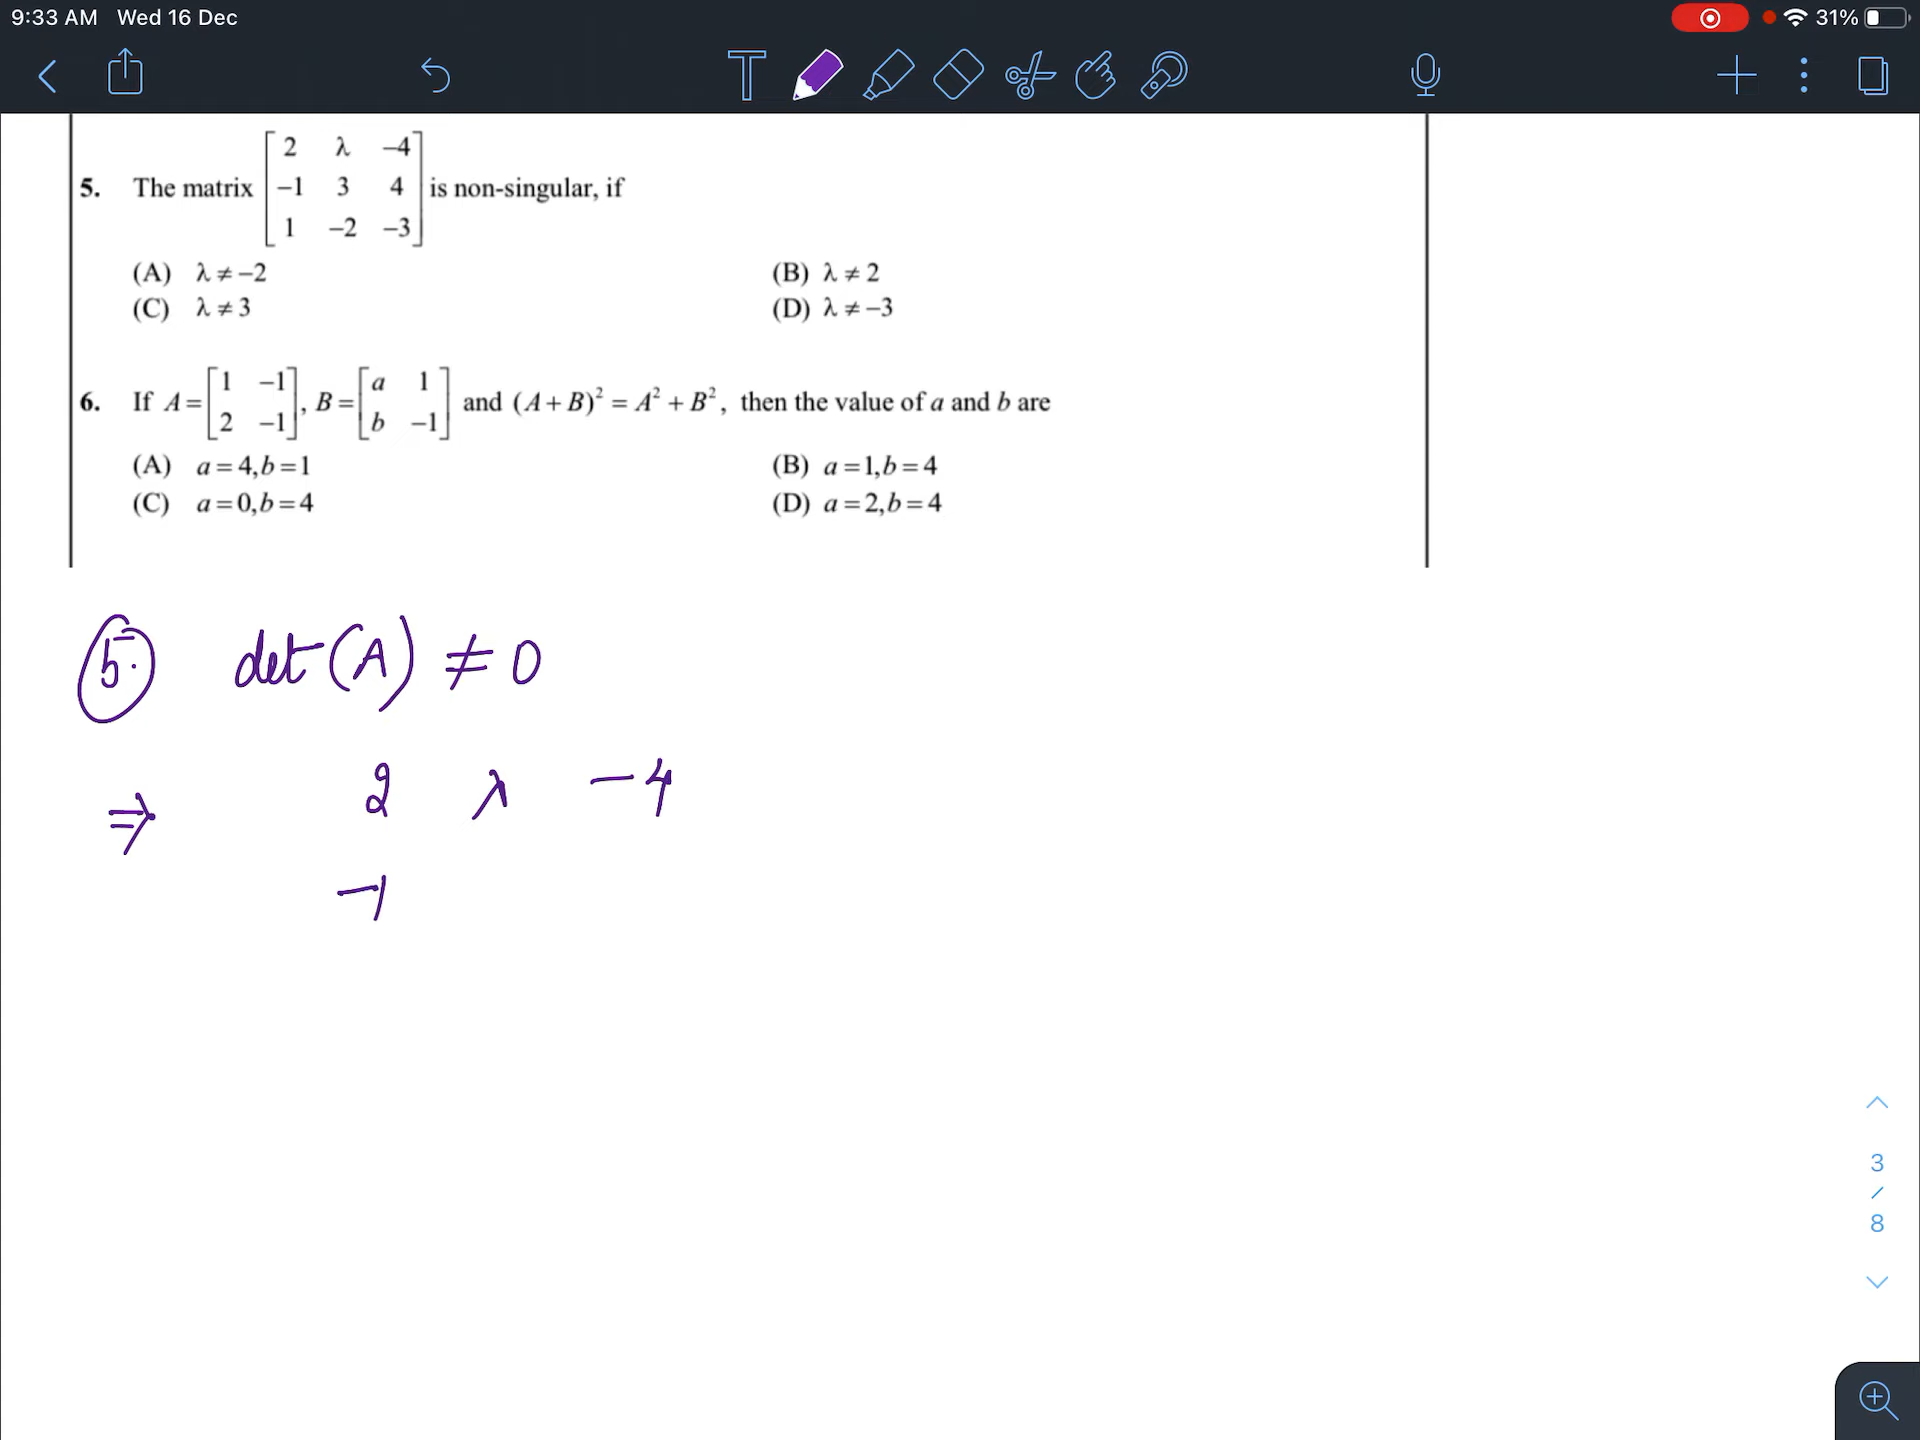 9:33 AM Wed 16 Dec 31%
T
5. The matrix [2 λ −4
−1 3 4
1 −2 −3] is non-singular, if
(A) λ ≠ −2 (B) λ ≠ 2
(C) λ ≠ 3 (D) λ ≠ −3
6. If A = [1 −1
2 −1], B = [a 1
b −1] and (A + B)² = A² + B², then the value of a and b are
(A) a = 4, b = 1 (B) a = 1, b = 4
(C) a = 0, b = 4 (D) a = 2, b = 4
5. det(A) ≠ 0
⇒ 2 λ −4
−1
3
/
8